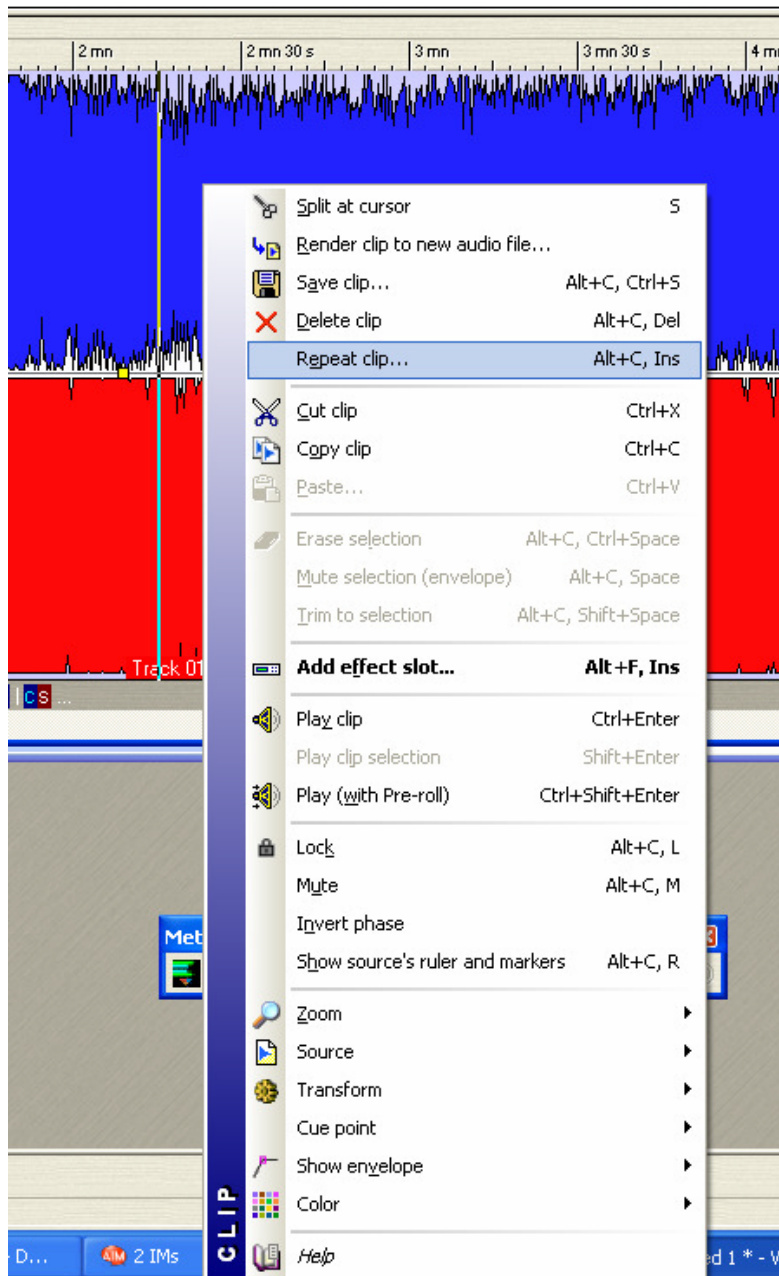 2 mn 2 mn 30 s 3 mn 3 mn 30 s 4 m
Split at cursor S
Render clip to new audio file...
Save clip... Alt+C, Ctrl+S
Delete clip Alt+C, Del
Repeat clip... Alt+C, Ins
Cut clip Ctrl+X
Copy clip Ctrl+C
Paste... Ctrl+V
Erase selection Alt+C, Ctrl+Space
Mute selection (envelope) Alt+C, Space
Trim to selection Alt+C, Shift+Space
Track 01
Add effect slot... Alt+F, Ins
CS ...
Play clip Ctrl+Enter
Play clip selection Shift+Enter
Play (with Pre-roll) Ctrl+Shift+Enter
Lock Alt+C, L
Mute Alt+C, M
Invert phase
Met
Show source's ruler and markers Alt+C, R
Zoom
Source
Transform
Cue point
Show envelope
Color
CLIP
Help
D... AIM 2 IMs ed 1 * - W